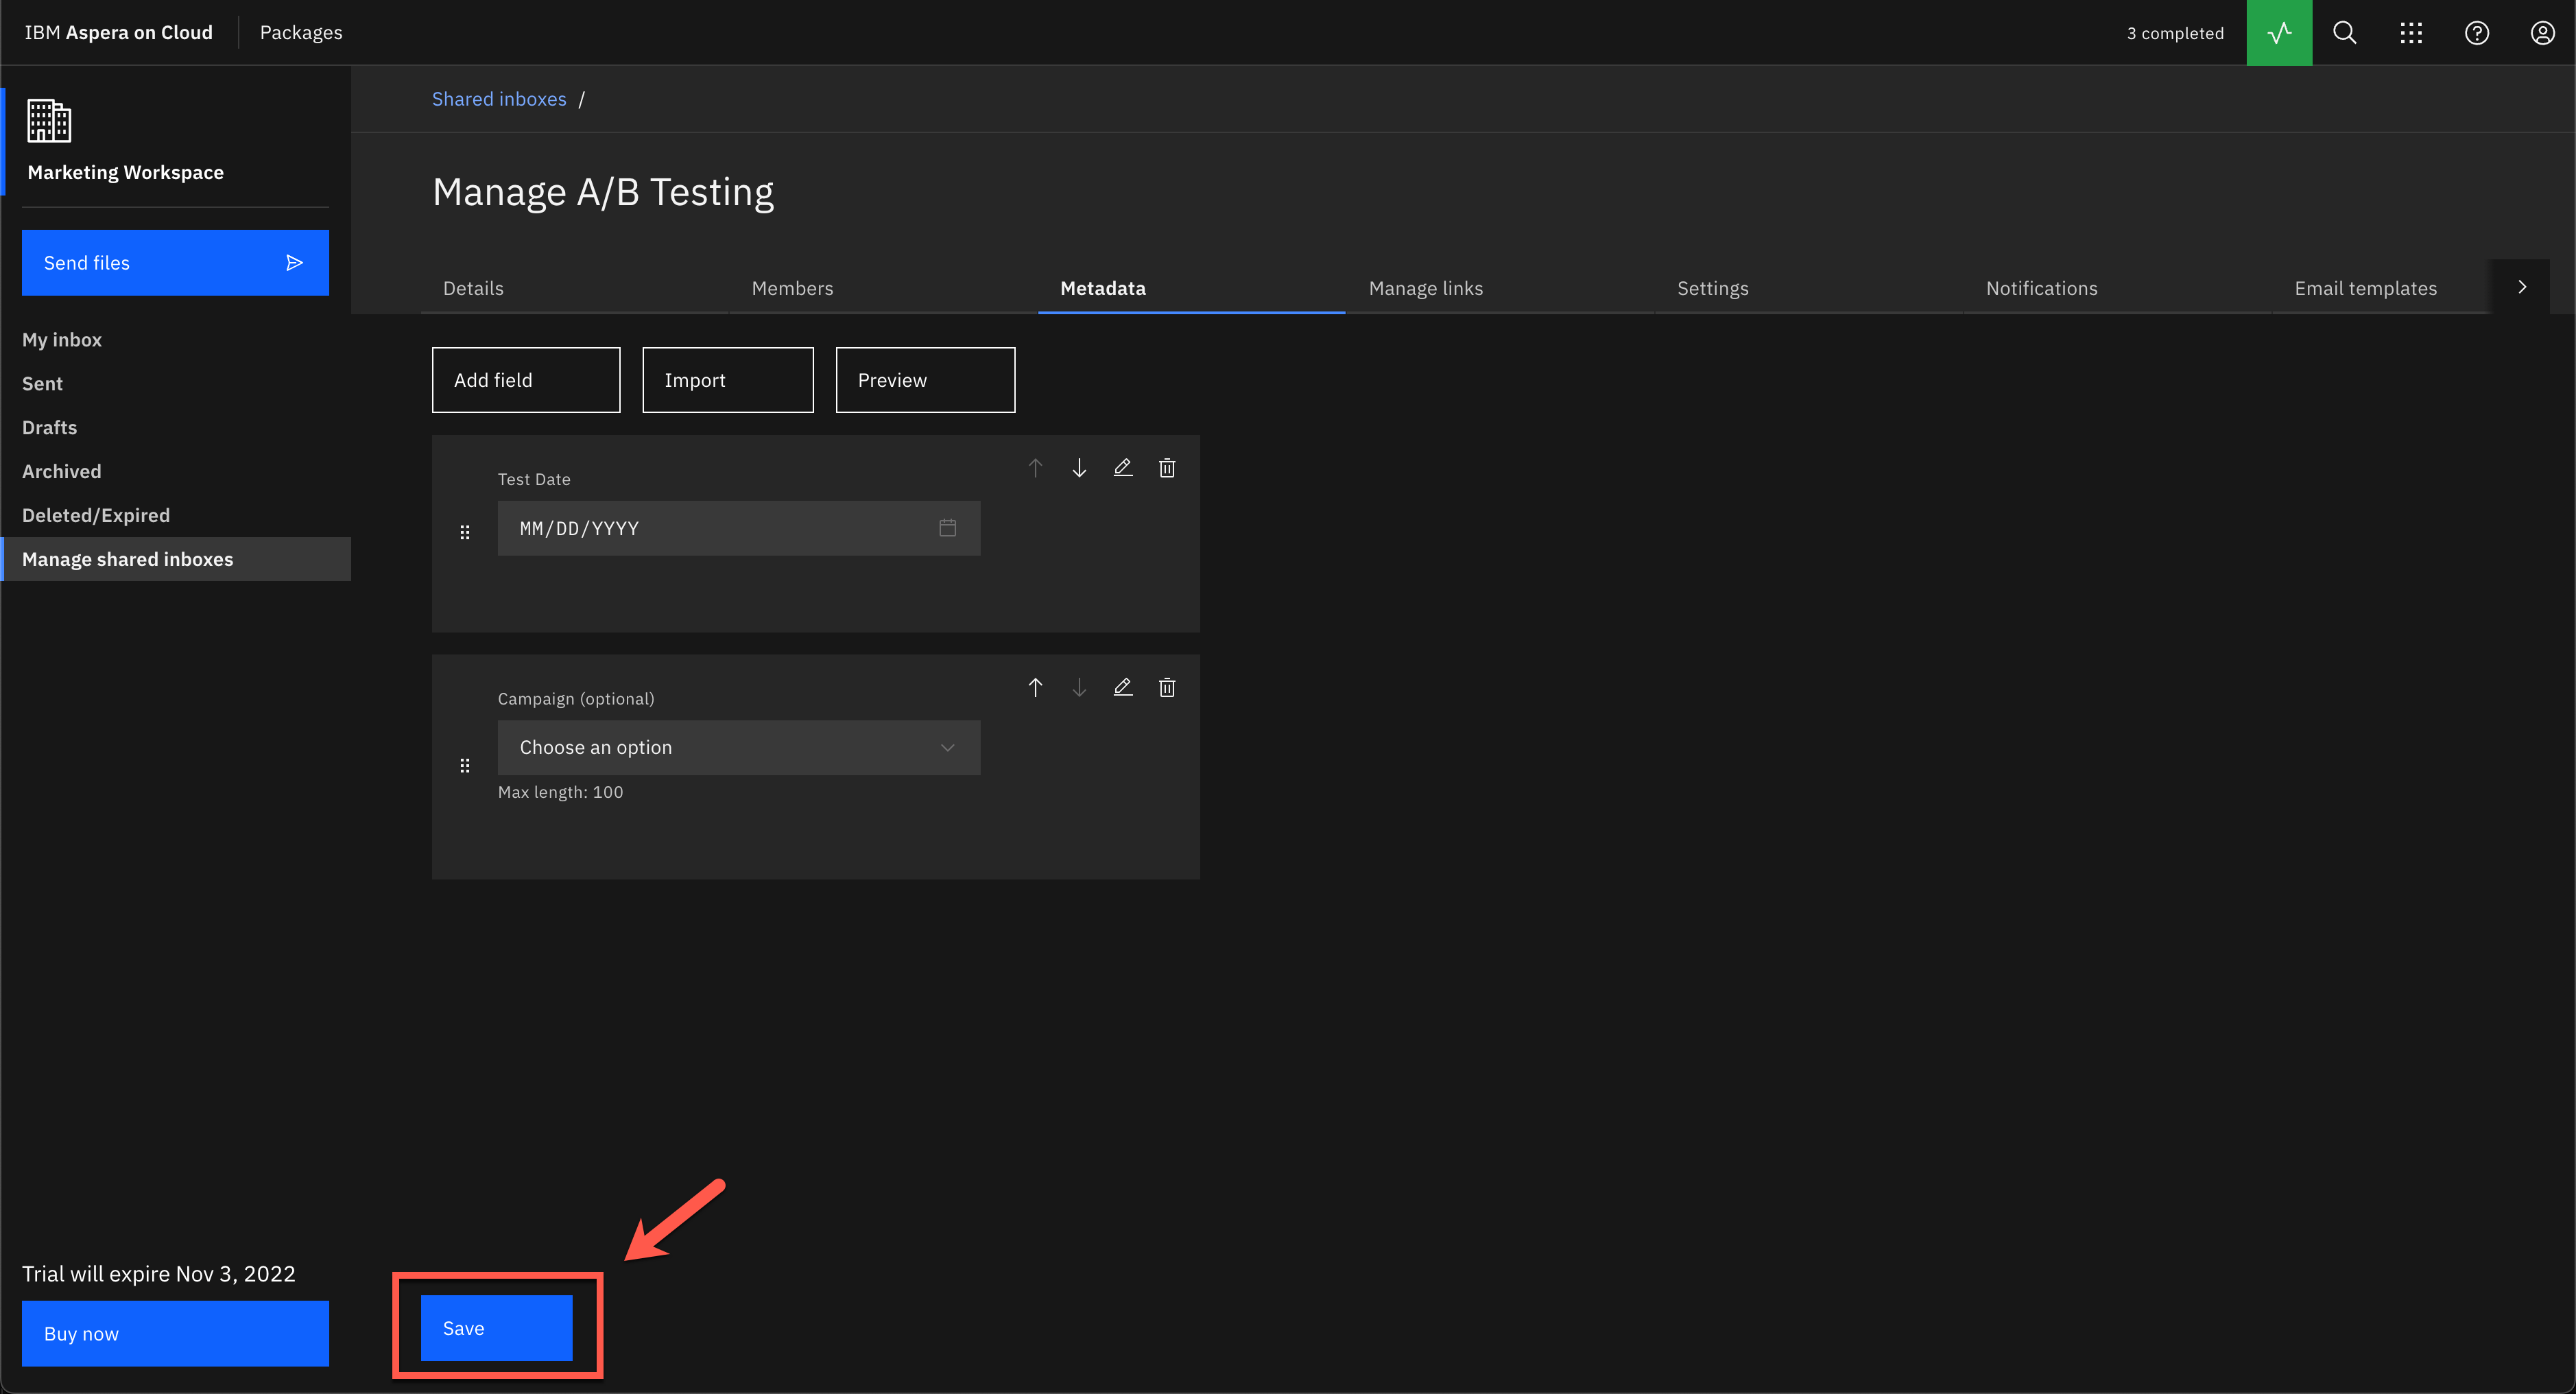 IBM Aspera on Cloud
Packages
3 completed
Marketing Workspace
Send files
My inbox
Sent
Drafts
Archived
Deleted/Expired
Manage shared inboxes
Trial will expire Nov 3, 2022
Buy now
Shared inboxes /
Manage A/B Testing
Details
Members
Metadata
Manage links
Settings
Notifications
Email templates
Add field
Import
Preview
Test Date
MM/DD/YYYY
Campaign (optional)
Choose an option
Max length: 100
Save